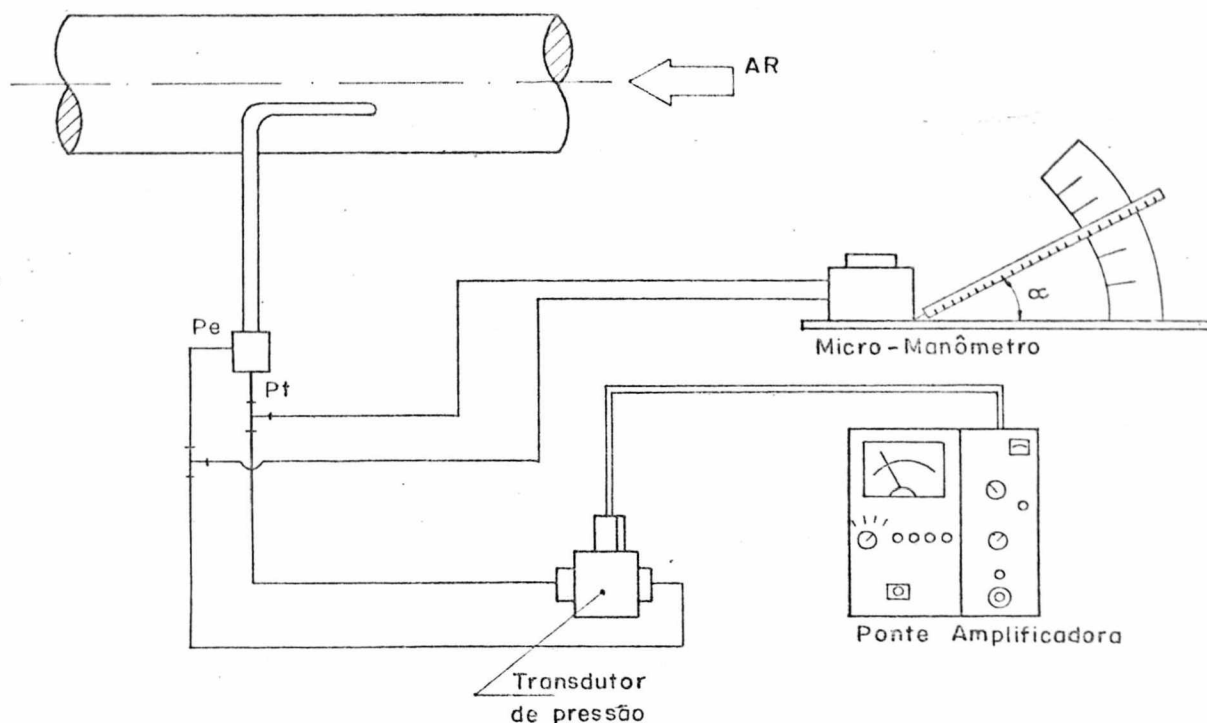 AR
α
Pe
Micro-Manômetro
Pt
Ponte Amplificadora
Transdutor
de pressão